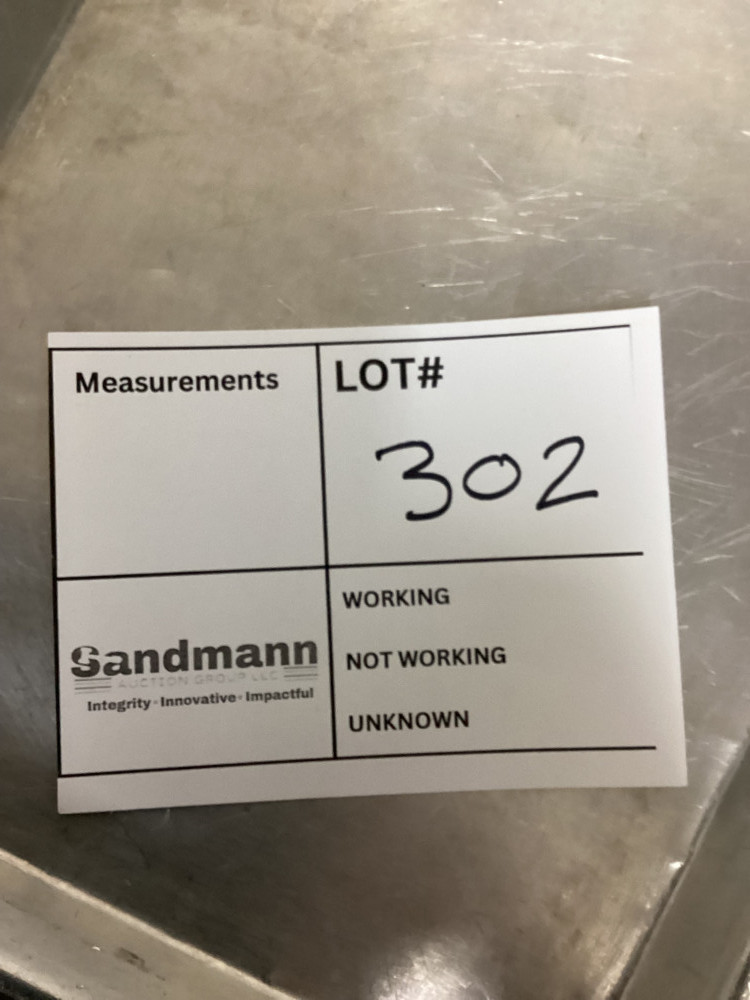 Measurements
LOT#
302
WORKING
NOT WORKING
UNKNOWN
Sandmann
AUCTION GROUP LLC
Integrity · Innovative · Impactful